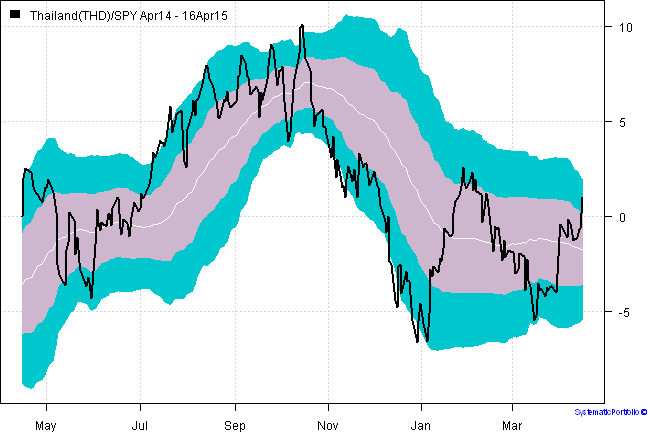 Thailand(THD)/SPY Apr14 - 16Apr15
10
5
0
-5
May Jul Sep Nov Jan Mar
SystematicPortfolio ©